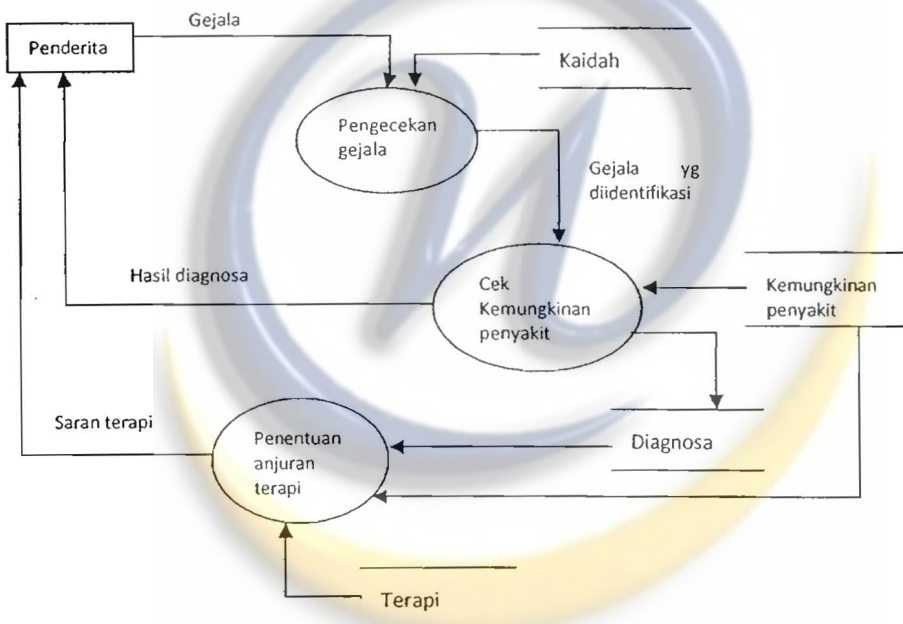 Gejala
Penderita
Kaidah
Pengecekan
gejala
Gejala yg
diidentifikasi
Hasil diagnosa
Cek
Kemungkinan
penyakit
Kemungkinan
penyakit
Saran terapi
Penentuan
anjuran
terapi
Diagnosa
Terapi